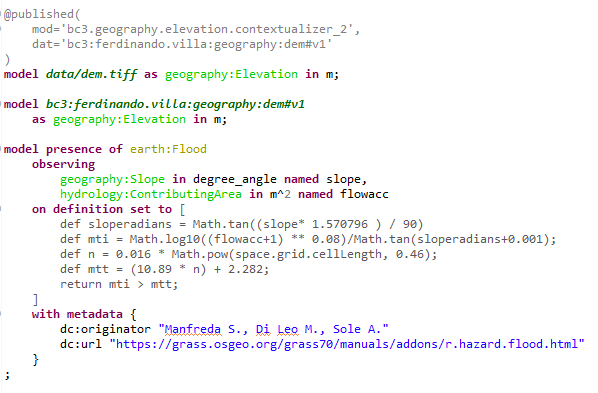 @published(
    mod='bc3.geography.elevation.contextualizer_2',
    dat='bc3:ferdinando.villa:geography:dem#v1'
)
model data/dem.tiff as geography:Elevation in m;

model bc3:ferdinando.villa:geography:dem#v1
    as geography:Elevation in m;

model presence of earth:Flood
    observing
        geography:Slope in degree_angle named slope,
        hydrology:ContributingArea in m^2 named flowacc
    on definition set to [
        def sloperadians = Math.tan((slope* 1.570796 ) / 90)
        def mti = Math.log10((flowacc+1) ** 0.08)/Math.tan(sloperadians+0.001);
        def n = 0.016 * Math.pow(space.grid.cellLength, 0.46);
        def mtt = (10.89 * n) + 2.282;
        return mti > mtt;
    ]
    with metadata {
        dc:originator "Manfreda S., Di Leo M., Sole A."
        dc:url "https://grass.osgeo.org/grass70/manuals/addons/r.hazard.flood.html"
    }
;